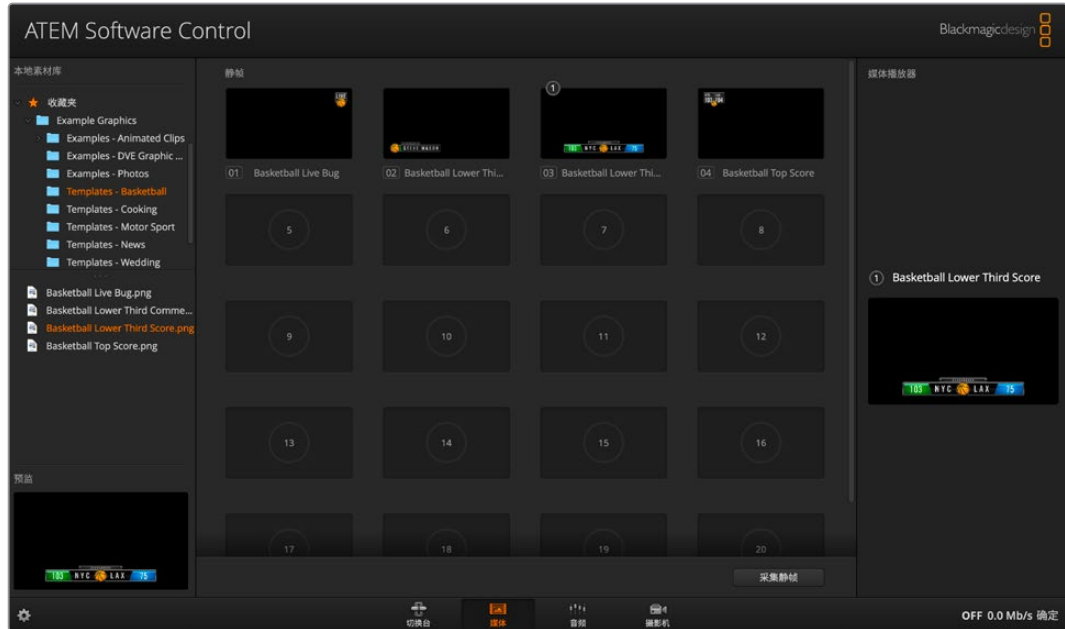 ATEM Software Control
Blackmagicdesign
本地素材库
收藏夹
Example Graphics
Examples - Animated Clips
Examples - DVE Graphic ...
Examples - Photos
Templates - Basketball
Templates - Cooking
Templates - Motor Sport
Templates - News
Templates - Wedding
Basketball Live Bug.png
Basketball Lower Third Comme...
Basketball Lower Third Score.png
Basketball Top Score.png
预监
103 NYC LAX 75
静帧
LIVE
STEVE MASON
1
103 NYC LAX 75
103 104
01 Basketball Live Bug
02 Basketball Lower Thi...
03 Basketball Lower Thi...
04 Basketball Top Score
5 6 7 8
9 10 11 12
13 14 15 16
17 18 19 20
采集静帧
媒体播放器
1 Basketball Lower Third Score
103 NYC LAX 75
切换台
媒体
音频
摄影机
OFF 0.0 Mb/s 确定